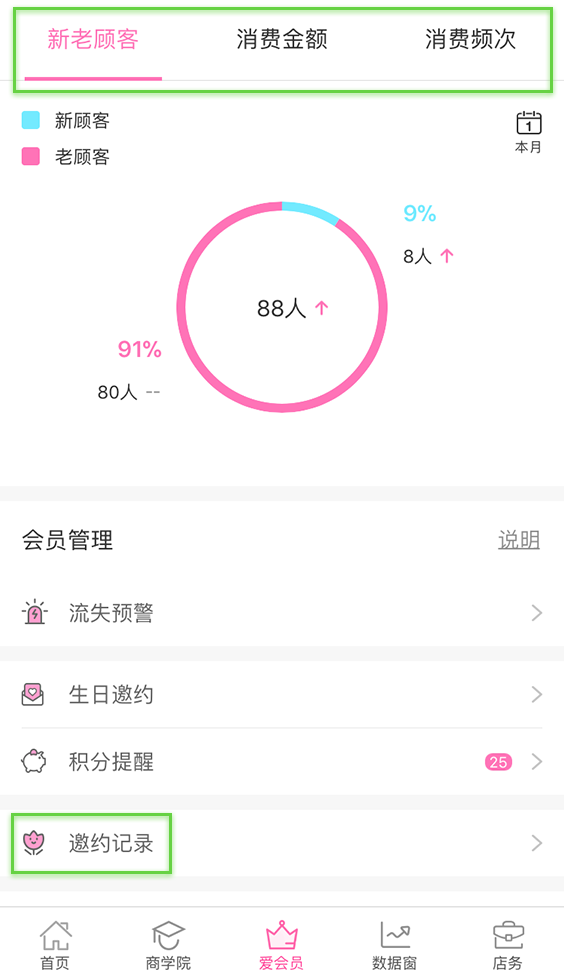 新老顾客 消费金额 消费频次
新顾客
老顾客
1
本月
9%
8人 ↑
88人 ↑
91%
80人 --
会员管理 说明
流失预警
生日邀约
积分提醒 25
邀约记录
首页 商学院 爱会员 数据窗 店务